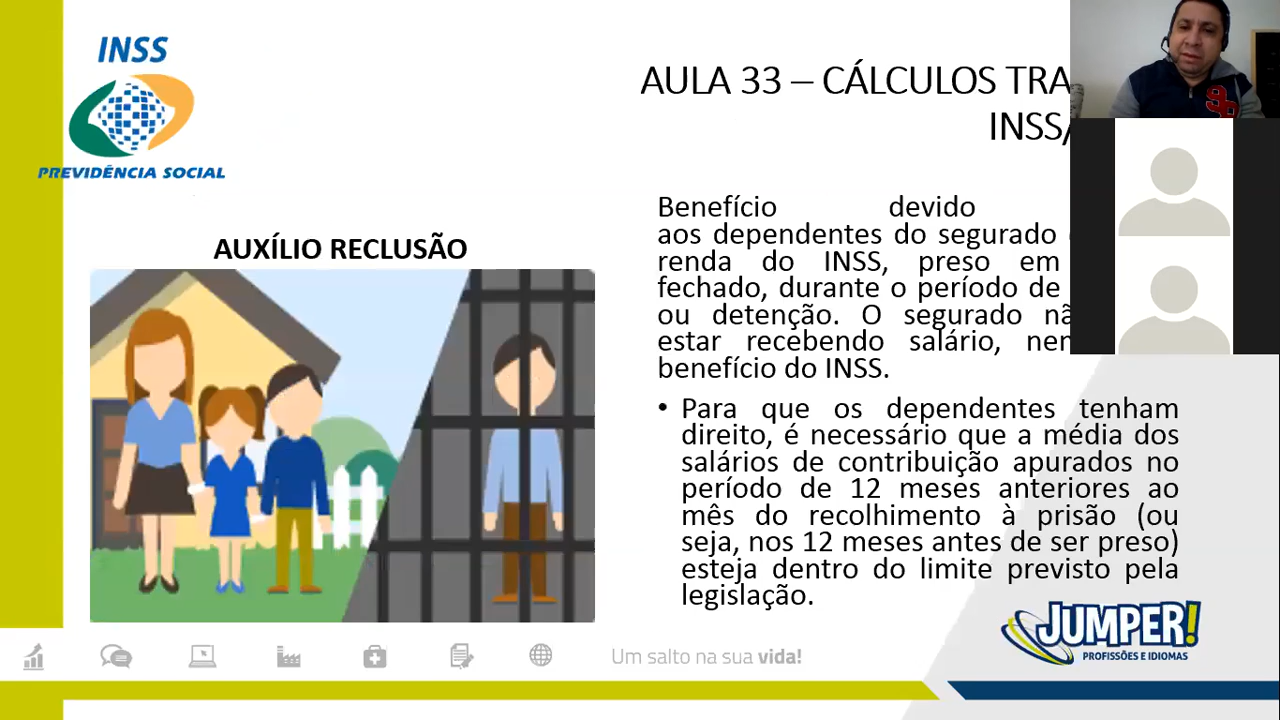 INSS
PREVIDÊNCIA SOCIAL
AULA 33 – CÁLCULOS TRA
INSS/
AUXÍLIO RECLUSÃO
Benefício devido
aos dependentes do segurado
renda do INSS, preso em
fechado, durante o período de
ou detenção. O segurado nã
estar recebendo salário, nem
benefício do INSS.
• Para que os dependentes tenham
direito, é necessário que a média dos
salários de contribuição apurados no
período de 12 meses anteriores ao
mês do recolhimento à prisão (ou
seja, nos 12 meses antes de ser preso)
esteja dentro do limite previsto pela
legislação.
JUMPER!
PROFISSÕES E IDIOMAS
Um salto na sua vida!